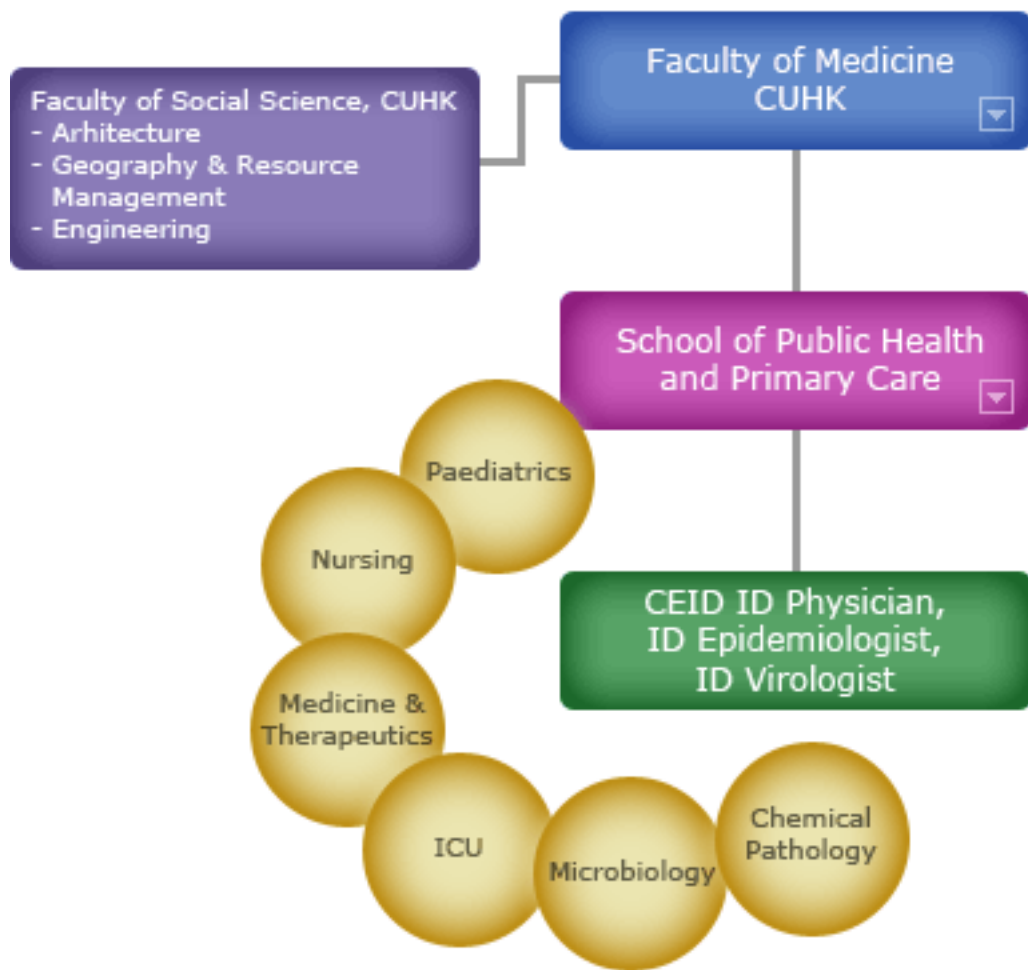 Faculty of Medicine
CUHK
Faculty of Social Science, CUHK
- Arhitecture
- Geography & Resource
Management
- Engineering
School of Public Health
and Primary Care
Paediatrics
Nursing
Medicine &
Therapeutics
ICU
Microbiology
Chemical
Pathology
CEID ID Physician,
ID Epidemiologist,
ID Virologist